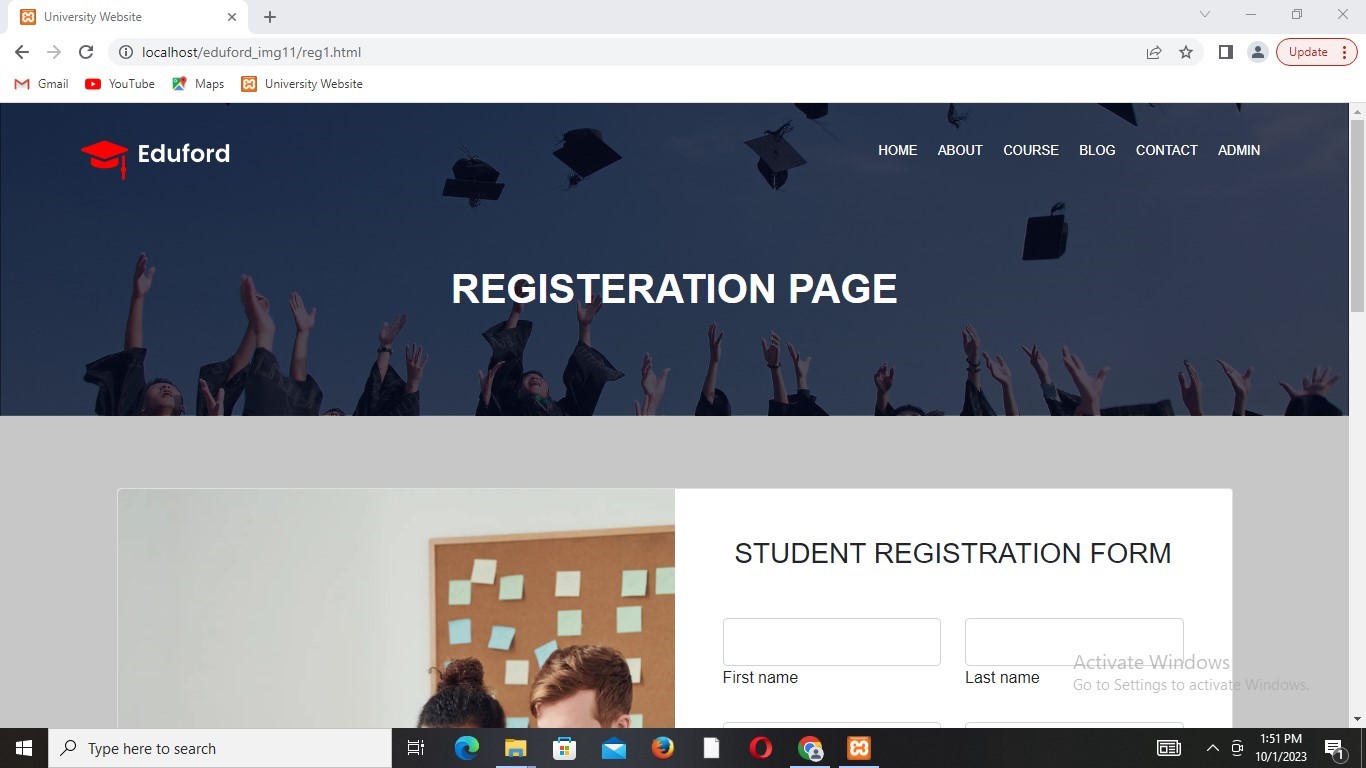 University Website
localhost/eduford_img11/reg1.html
Update
Gmail YouTube Maps University Website
Eduford
HOME ABOUT COURSE BLOG CONTACT ADMIN
REGISTERATION PAGE
STUDENT REGISTRATION FORM
First name Last name
Activate Windows
Go to Settings to activate Windows.
Type here to search
1:51 PM
10/1/2023
1